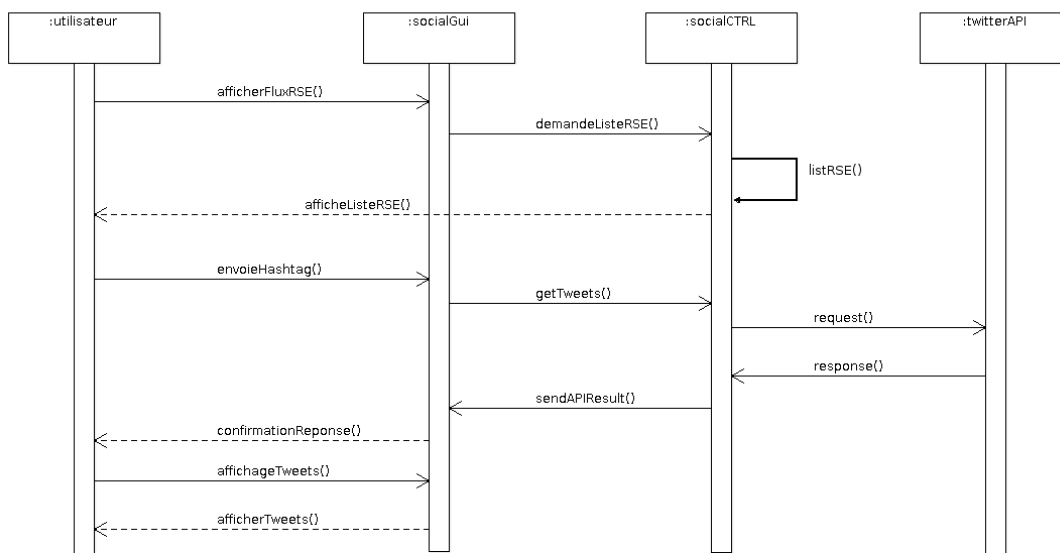 :utilisateur
:socialGui
:socialCTRL
:twitterAPI
afficherFluxRSE()
demandeListeRSE()
listRSE()
afficheListeRSE()
envoieHashtag()
getTweets()
request()
response()
sendAPIResult()
confirmationReponse()
affichageTweets()
afficherTweets()